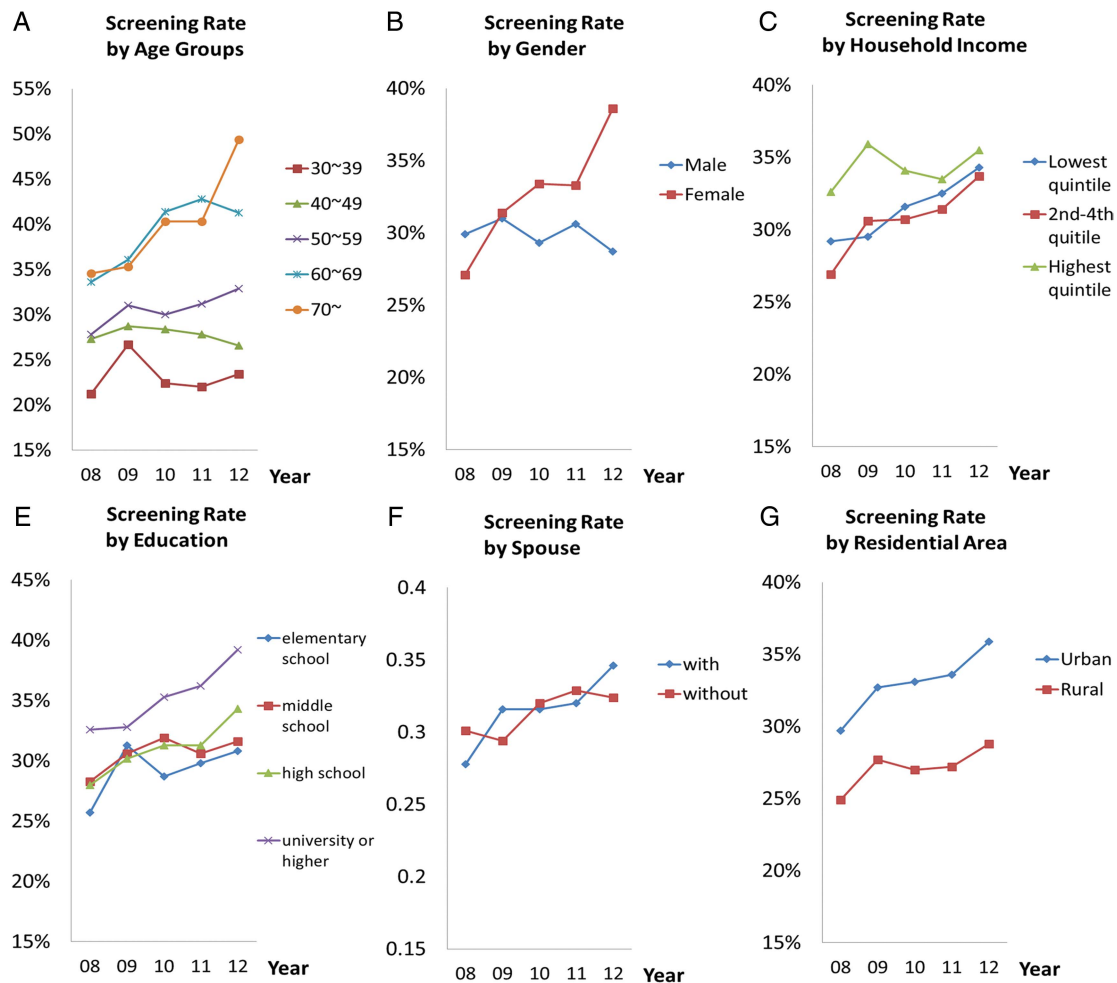 A
Screening Rate
by Age Groups
55%
50%
45%
40%
35%
30%
25%
20%
15%
08 09 10 11 12 Year
30~39
40~49
50~59
60~69
70~
B
Screening Rate
by Gender
40%
35%
30%
25%
20%
15%
08 09 10 11 12 Year
Male
Female
C
Screening Rate
by Household Income
40%
35%
30%
25%
20%
15%
08 09 10 11 12 Year
Lowest
quintile
2nd-4th
quitile
Highest
quintile
E
Screening Rate
by Education
45%
40%
35%
30%
25%
20%
15%
08 09 10 11 12 Year
elementary
school
middle
school
high school
university or
higher
F
Screening Rate
by Spouse
0.4
0.35
0.3
0.25
0.2
0.15
08 09 10 11 12 Year
with
without
G
Screening Rate
by Residential Area
40%
35%
30%
25%
20%
15%
08 09 10 11 12 Year
Urban
Rural